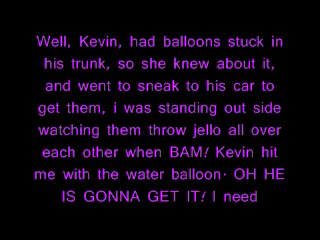 Well, Kevin, had balloons stuck in
his trunk, so she knew about it,
and went to sneak to his car to
get them, i was standing out side
watching them throw jello all over
each other when BAM! Kevin hit
me with the water balloon. OH HE
IS GONNA GET IT! I need